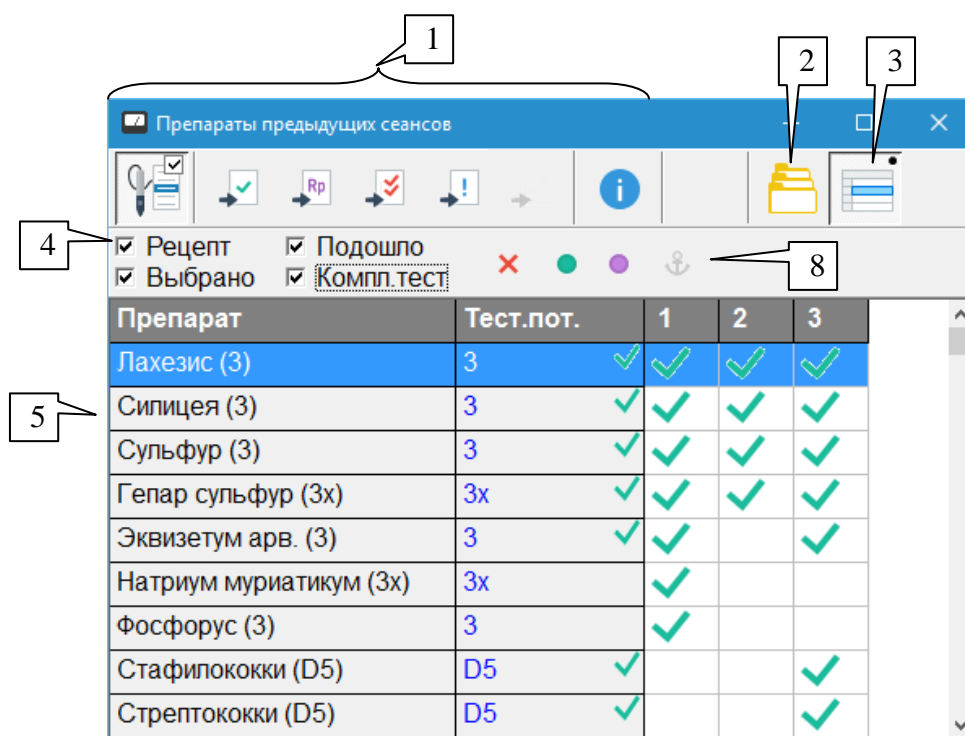 1
2 3
Препараты предыдущих сеансов
Rp ! i
4
Рецепт Подошло
Выбрано Компл.тест
8
Препарат Тест.пот. 1 2 3
Лахезис (3) 3
5
Силицея (3) 3
Сульфур (3) 3
Гепар сульфур (3х) 3х
Эквизетум арв. (3) 3
Натриум муриатикум (3х) 3х
Фосфорус (3) 3
Стафилококки (D5) D5
Стрептококки (D5) D5